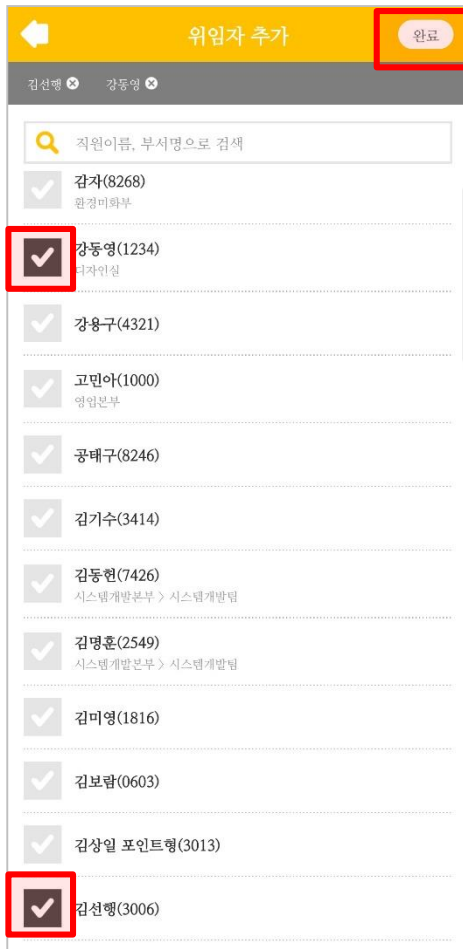 위임자 추가
완료
김선행 강동영
직원이름, 부서명으로 검색
감자(8268)
환경미화부
강동영(1234)
디자인실
강용구(4321)
고민아(1000)
영업본부
공태구(8246)
김기수(3414)
김동현(7426)
시스템개발본부 > 시스템개발팀
김명훈(2549)
시스템개발본부 > 시스템개발팀
김미영(1816)
김보람(0603)
김상일 포인트형(3013)
김선행(3006)